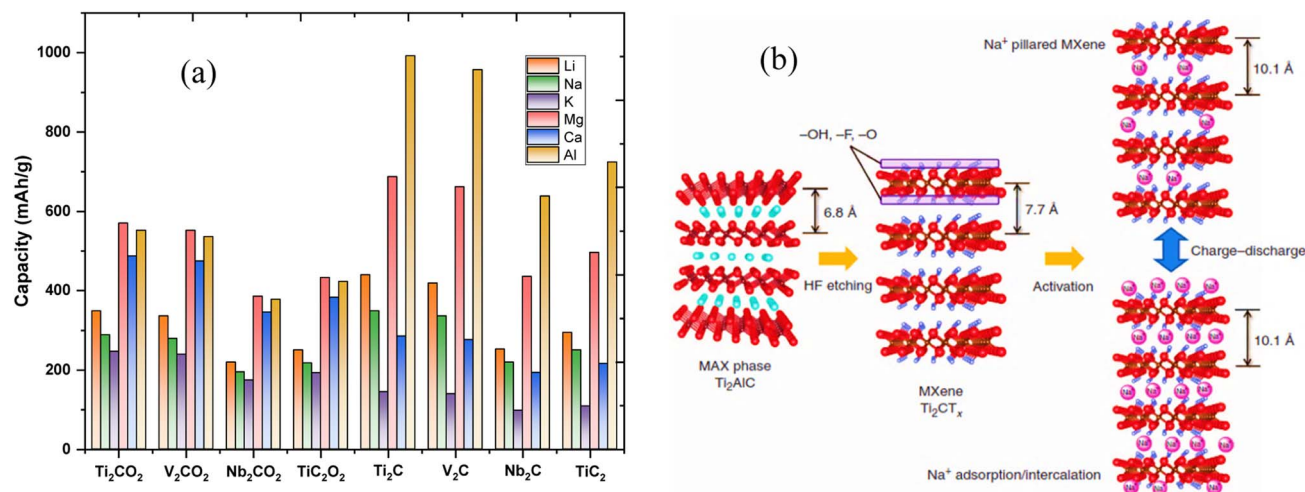 (a)
Capacity (mAh/g)
1000
800
600
400
200
0
Li
Na
K
Mg
Ca
Al
Ti₂CO₂ V₂CO₂ Nb₂CO₂ TiC₂O₂ Ti₂C V₂C Nb₂C TiC₂
(b)
Na⁺ pillared MXene
10.1 Å
–OH, –F, –O
6.8 Å
7.7 Å
HF etching
Activation
Charge–discharge
MAX phase
Ti₂AlC
MXene
Ti₂CTₓ
10.1 Å
Na⁺ adsorption/intercalation